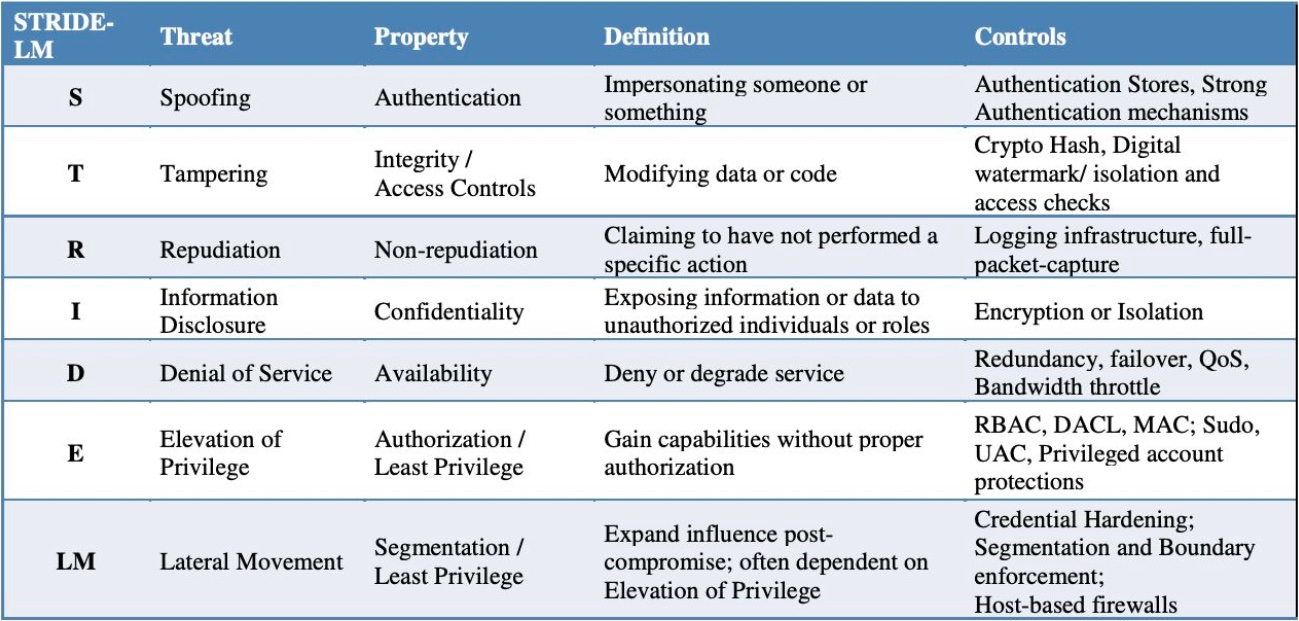 STRIDE-
LM
Threat
Property
Definition
Controls
S
Spoofing
Authentication
Impersonating someone or
something
Authentication Stores, Strong
Authentication mechanisms
T
Tampering
Integrity /
Access Controls
Modifying data or code
Crypto Hash, Digital
watermark/ isolation and
access checks
R
Repudiation
Non-repudiation
Claiming to have not performed a
specific action
Logging infrastructure, full-
packet-capture
I
Information
Disclosure
Confidentiality
Exposing information or data to
unauthorized individuals or roles
Encryption or Isolation
D
Denial of Service
Availability
Deny or degrade service
Redundancy, failover, QoS,
Bandwidth throttle
E
Elevation of
Privilege
Authorization /
Least Privilege
Gain capabilities without proper
authorization
RBAC, DACL, MAC; Sudo,
UAC, Privileged account
protections
LM
Lateral Movement
Segmentation /
Least Privilege
Expand influence post-
compromise; often dependent on
Elevation of Privilege
Credential Hardening;
Segmentation and Boundary
enforcement;
Host-based firewalls